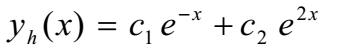 y_h(x) = c_1 e^{-x} + c_2 e^{2x}